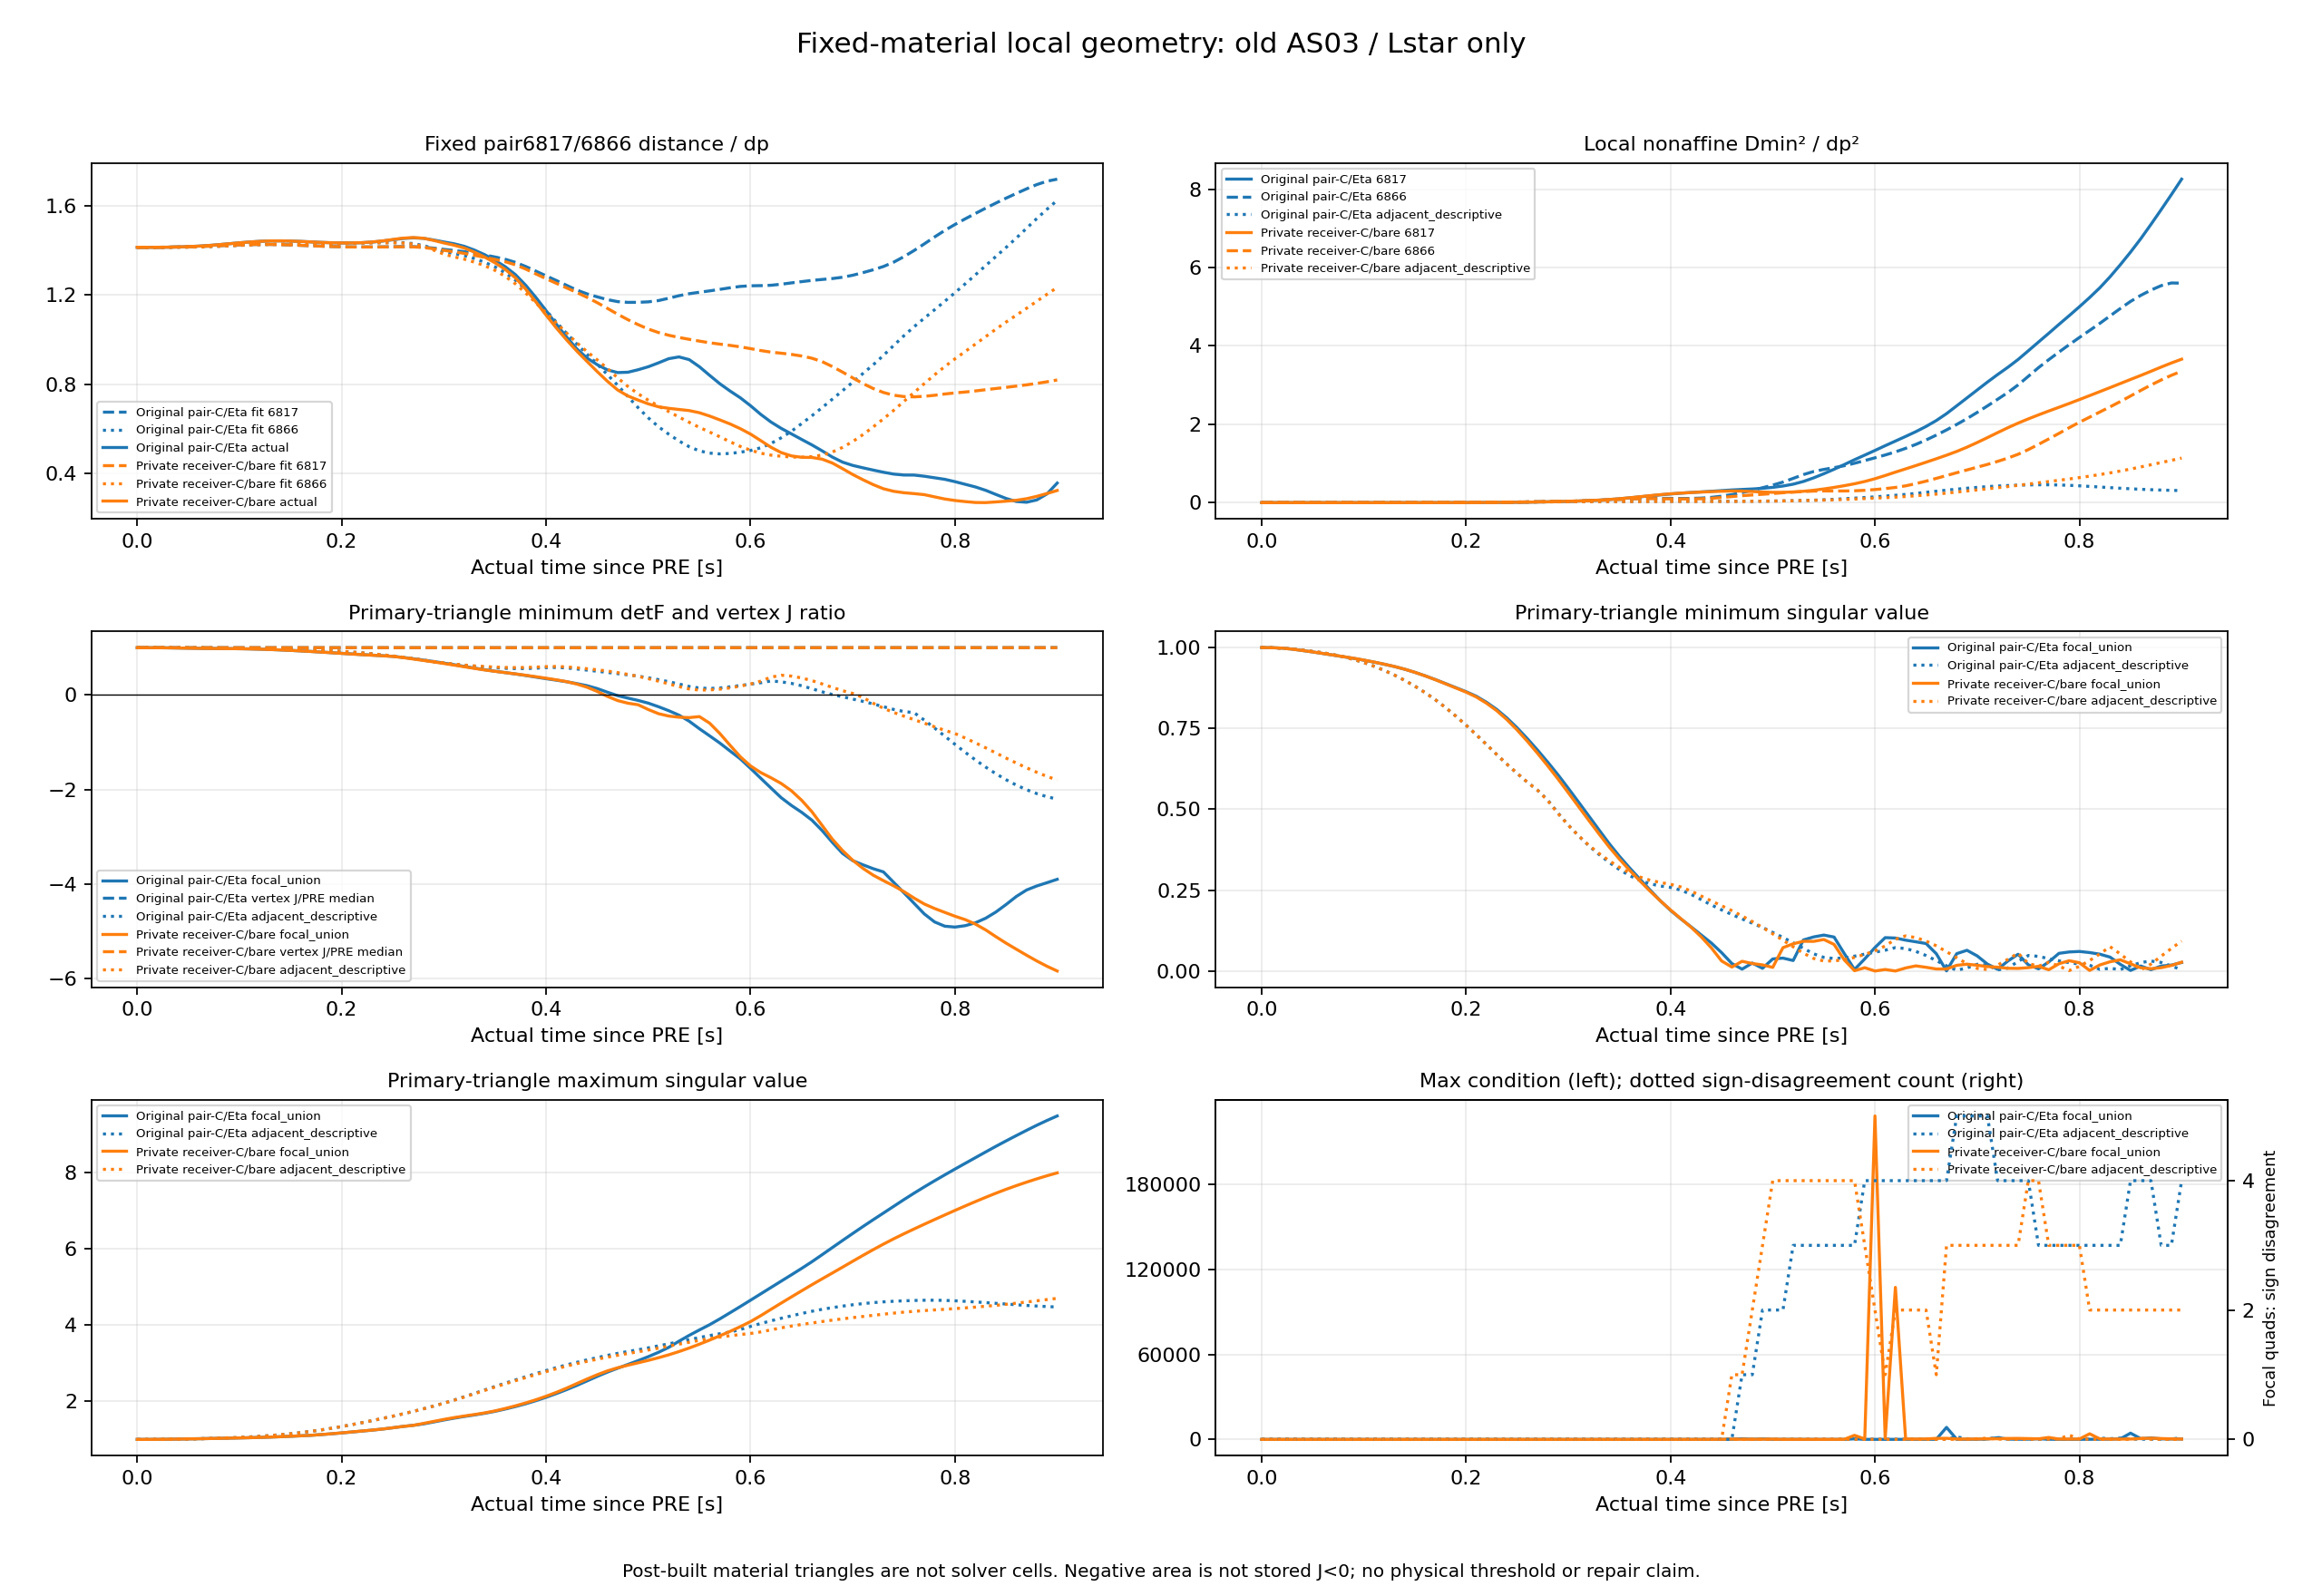 Fixed-material local geometry: old AS03 / Lstar only
Fixed pair6817/6866 distance / dp
1.6
1.2
0.8
0.4
Original pair-C/Eta fit 6817
Original pair-C/Eta fit 6866
Original pair-C/Eta actual
Private receiver-C/bare fit 6817
Private receiver-C/bare fit 6866
Private receiver-C/bare actual
0.0 0.2 0.4 0.6 0.8
Actual time since PRE [s]
Local nonaffine Dmin² / dp²
8
6
4
2
0
Original pair-C/Eta 6817
Original pair-C/Eta 6866
Original pair-C/Eta adjacent_descriptive
Private receiver-C/bare 6817
Private receiver-C/bare 6866
Private receiver-C/bare adjacent_descriptive
0.0 0.2 0.4 0.6 0.8
Actual time since PRE [s]
Primary-triangle minimum detF and vertex J ratio
0
−2
−4
−6
Original pair-C/Eta focal_union
Original pair-C/Eta vertex J/PRE median
Original pair-C/Eta adjacent_descriptive
Private receiver-C/bare focal_union
Private receiver-C/bare vertex J/PRE median
Private receiver-C/bare adjacent_descriptive
0.0 0.2 0.4 0.6 0.8
Actual time since PRE [s]
Primary-triangle minimum singular value
1.00
0.75
0.50
0.25
0.00
Original pair-C/Eta focal_union
Original pair-C/Eta adjacent_descriptive
Private receiver-C/bare focal_union
Private receiver-C/bare adjacent_descriptive
0.0 0.2 0.4 0.6 0.8
Actual time since PRE [s]
Primary-triangle maximum singular value
8
6
4
2
Original pair-C/Eta focal_union
Original pair-C/Eta adjacent_descriptive
Private receiver-C/bare focal_union
Private receiver-C/bare adjacent_descriptive
0.0 0.2 0.4 0.6 0.8
Actual time since PRE [s]
Max condition (left); dotted sign-disagreement count (right)
180000
120000
60000
0
Original pair-C/Eta focal_union
Original pair-C/Eta adjacent_descriptive
Private receiver-C/bare focal_union
Private receiver-C/bare adjacent_descriptive
4
2
0
Focal quads: sign disagreement
0.0 0.2 0.4 0.6 0.8
Actual time since PRE [s]
Post-built material triangles are not solver cells. Negative area is not stored J<0; no physical threshold or repair claim.